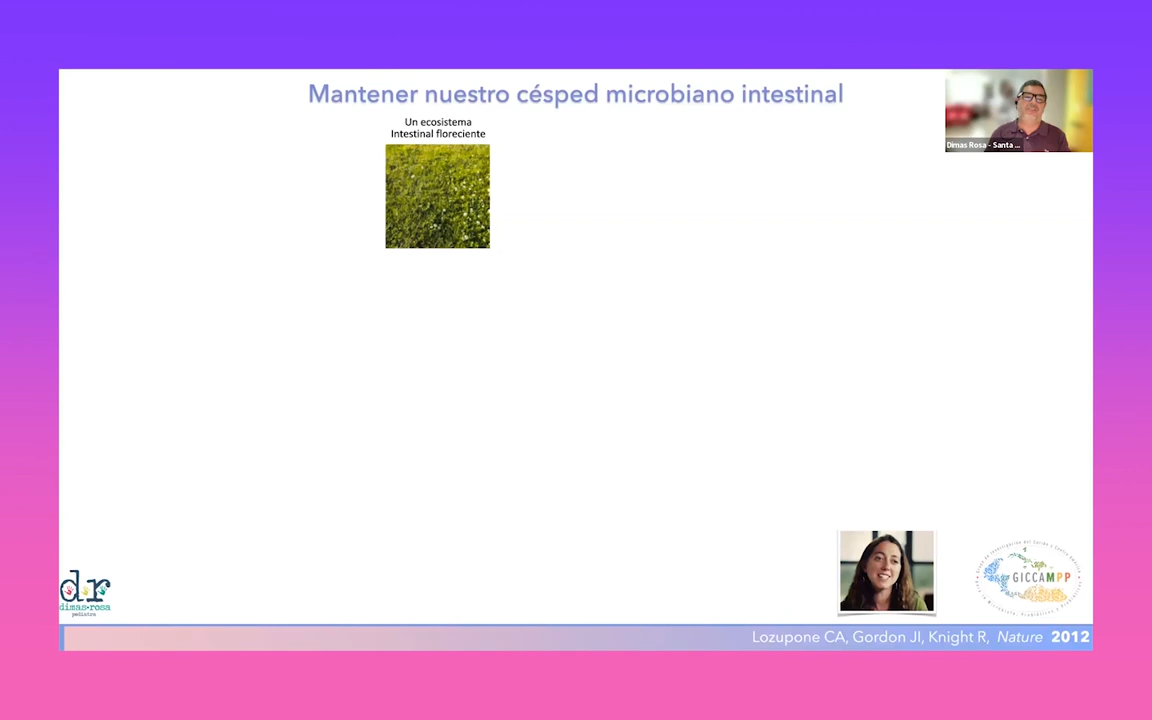 Mantener nuestro césped microbiano intestinal
Un ecosistema
Intestinal floreciente
Dimas Rosa - Santa ...
dr
dimas•rosa
pediatra
GICCAMPP
Lozupone CA, Gordon JI, Knight R, Nature 2012